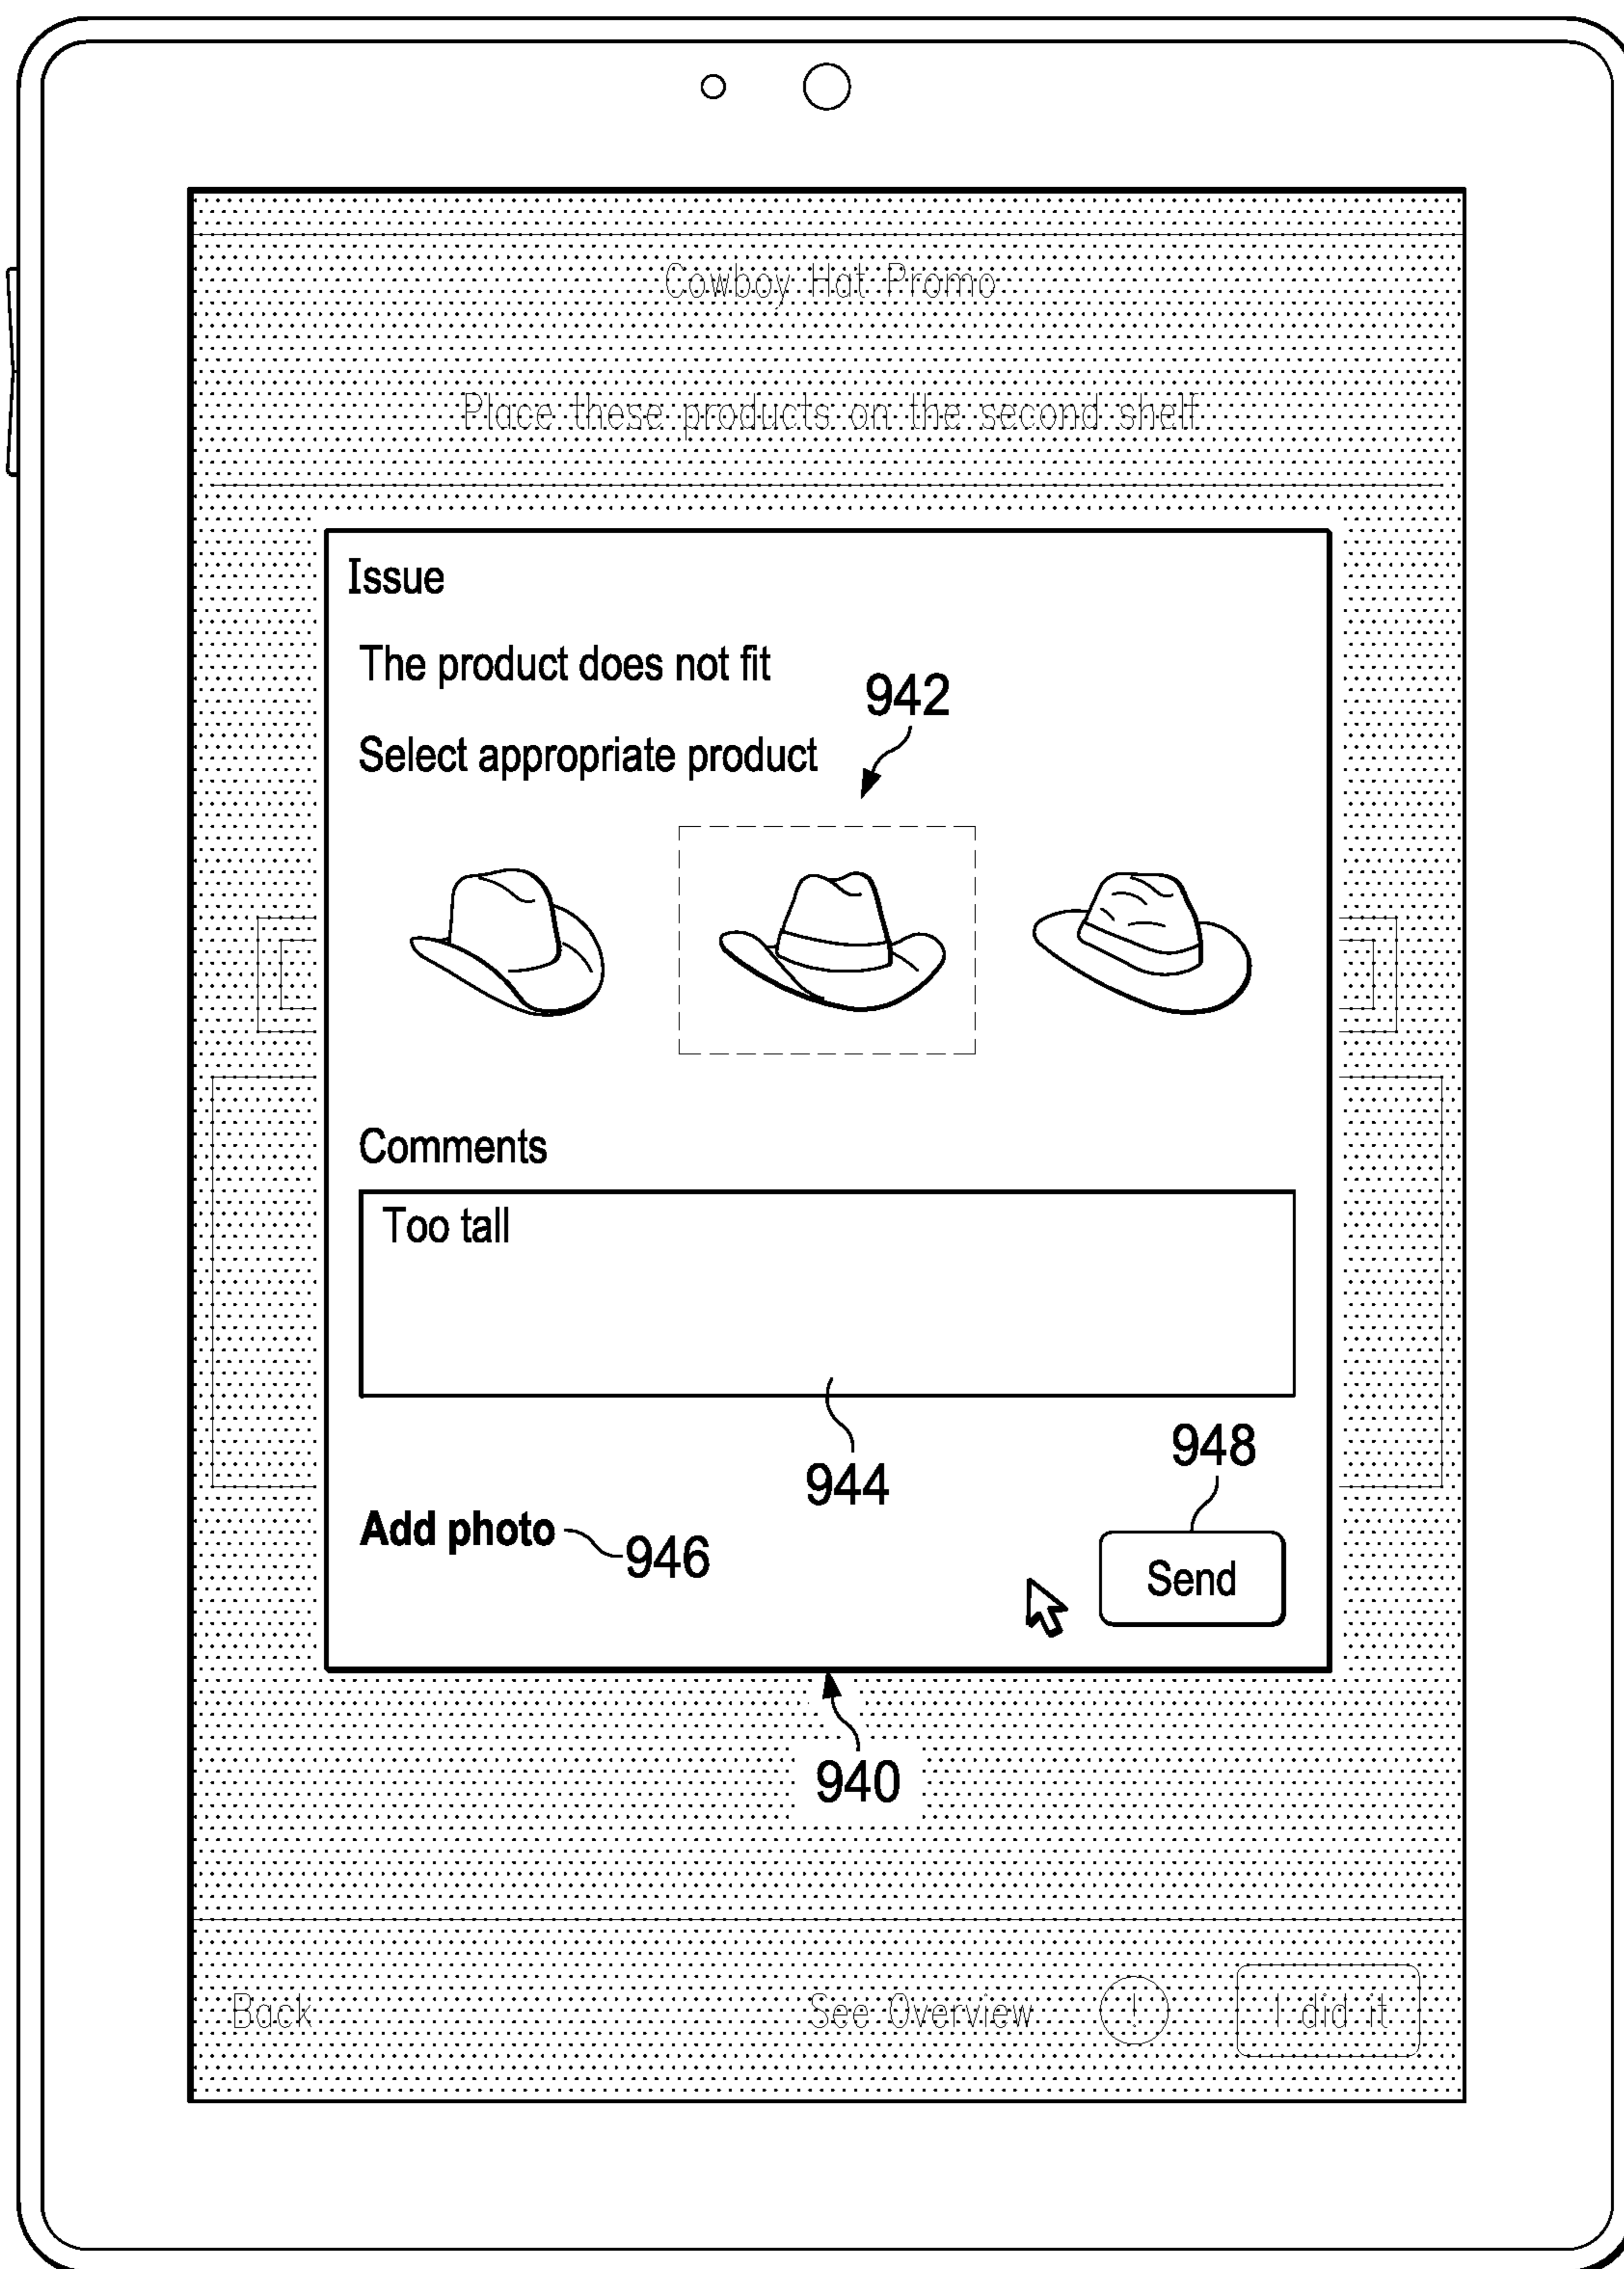 Cowboy Hat Promo
Place these products on the second shelf
Issue
The product does not fit
942
Select appropriate product
Comments
Too tall
944
948
Add photo
946
Send
940
Back
See Overview
!
I did it